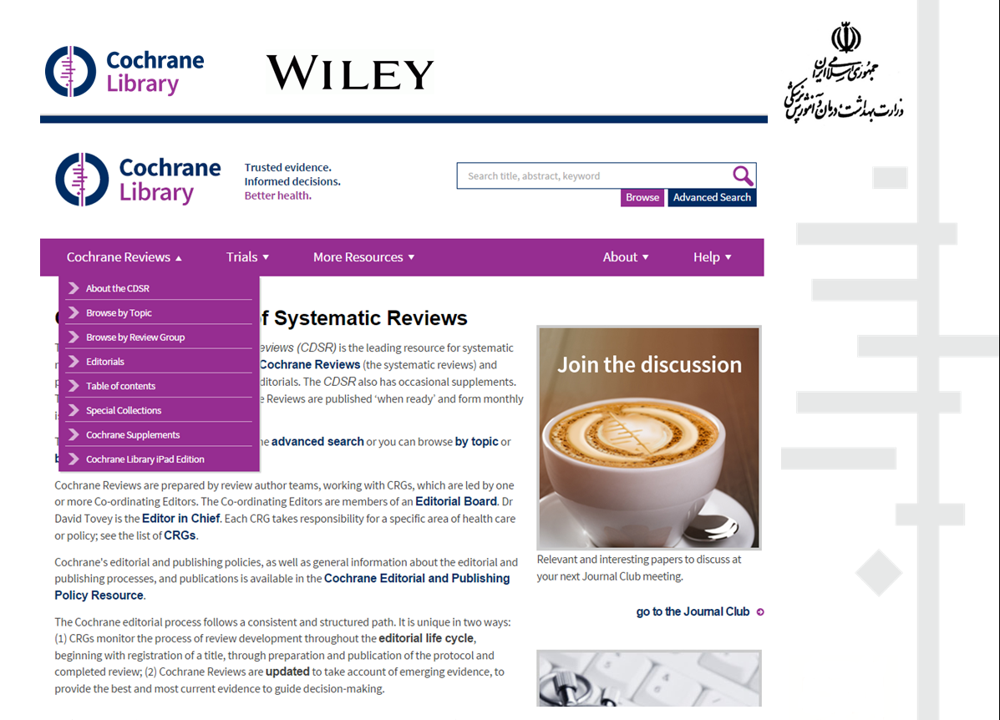 Cochrane
Library
WILEY
جمهوری اسلامی ایران
وزارت بهداشت، درمان و آموزش پزشکی
Cochrane
Library
Trusted evidence.
Informed decisions.
Better health.
Search title, abstract, keyword
Browse
Advanced Search
Cochrane Reviews
Trials
More Resources
About
Help
About the CDSR
Browse by Topic
Browse by Review Group
Editorials
Table of contents
Special Collections
Cochrane Supplements
Cochrane Library iPad Edition
of Systematic Reviews
eviews (CDSR) is the leading resource for systematic
Cochrane Reviews (the systematic reviews) and
ditorials. The CDSR also has occasional supplements.
e Reviews are published ‘when ready’ and form monthly
advanced search or you can browse by topic or
Cochrane Reviews are prepared by review author teams, working with CRGs, which are led by one
or more Co-ordinating Editors. The Co-ordinating Editors are members of an Editorial Board. Dr
David Tovey is the Editor in Chief. Each CRG takes responsibility for a specific area of health care
or policy; see the list of CRGs.
Cochrane's editorial and publishing policies, as well as general information about the editorial and
publishing processes, and publications is available in the Cochrane Editorial and Publishing
Policy Resource.
The Cochrane editorial process follows a consistent and structured path. It is unique in two ways:
(1) CRGs monitor the process of review development throughout the editorial life cycle,
beginning with registration of a title, through preparation and publication of the protocol and
completed review; (2) Cochrane Reviews are updated to take account of emerging evidence, to
provide the best and most current evidence to guide decision-making.
Join the discussion
Relevant and interesting papers to discuss at
your next Journal Club meeting.
go to the Journal Club